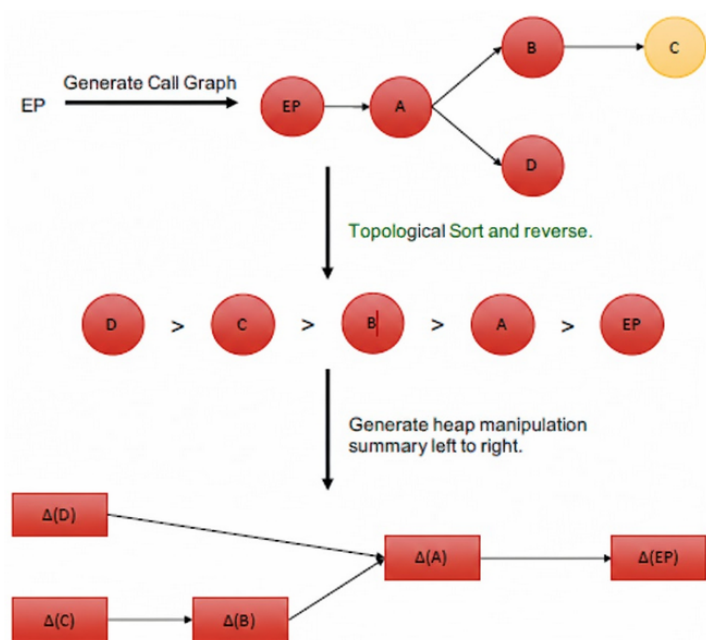 B
C
Generate Call Graph
EP
EP
A
D
Topological Sort and reverse.
D > C > B > A > EP
Generate heap manipulation
summary left to right.
Δ(D)
Δ(A)
Δ(EP)
Δ(C)
Δ(B)